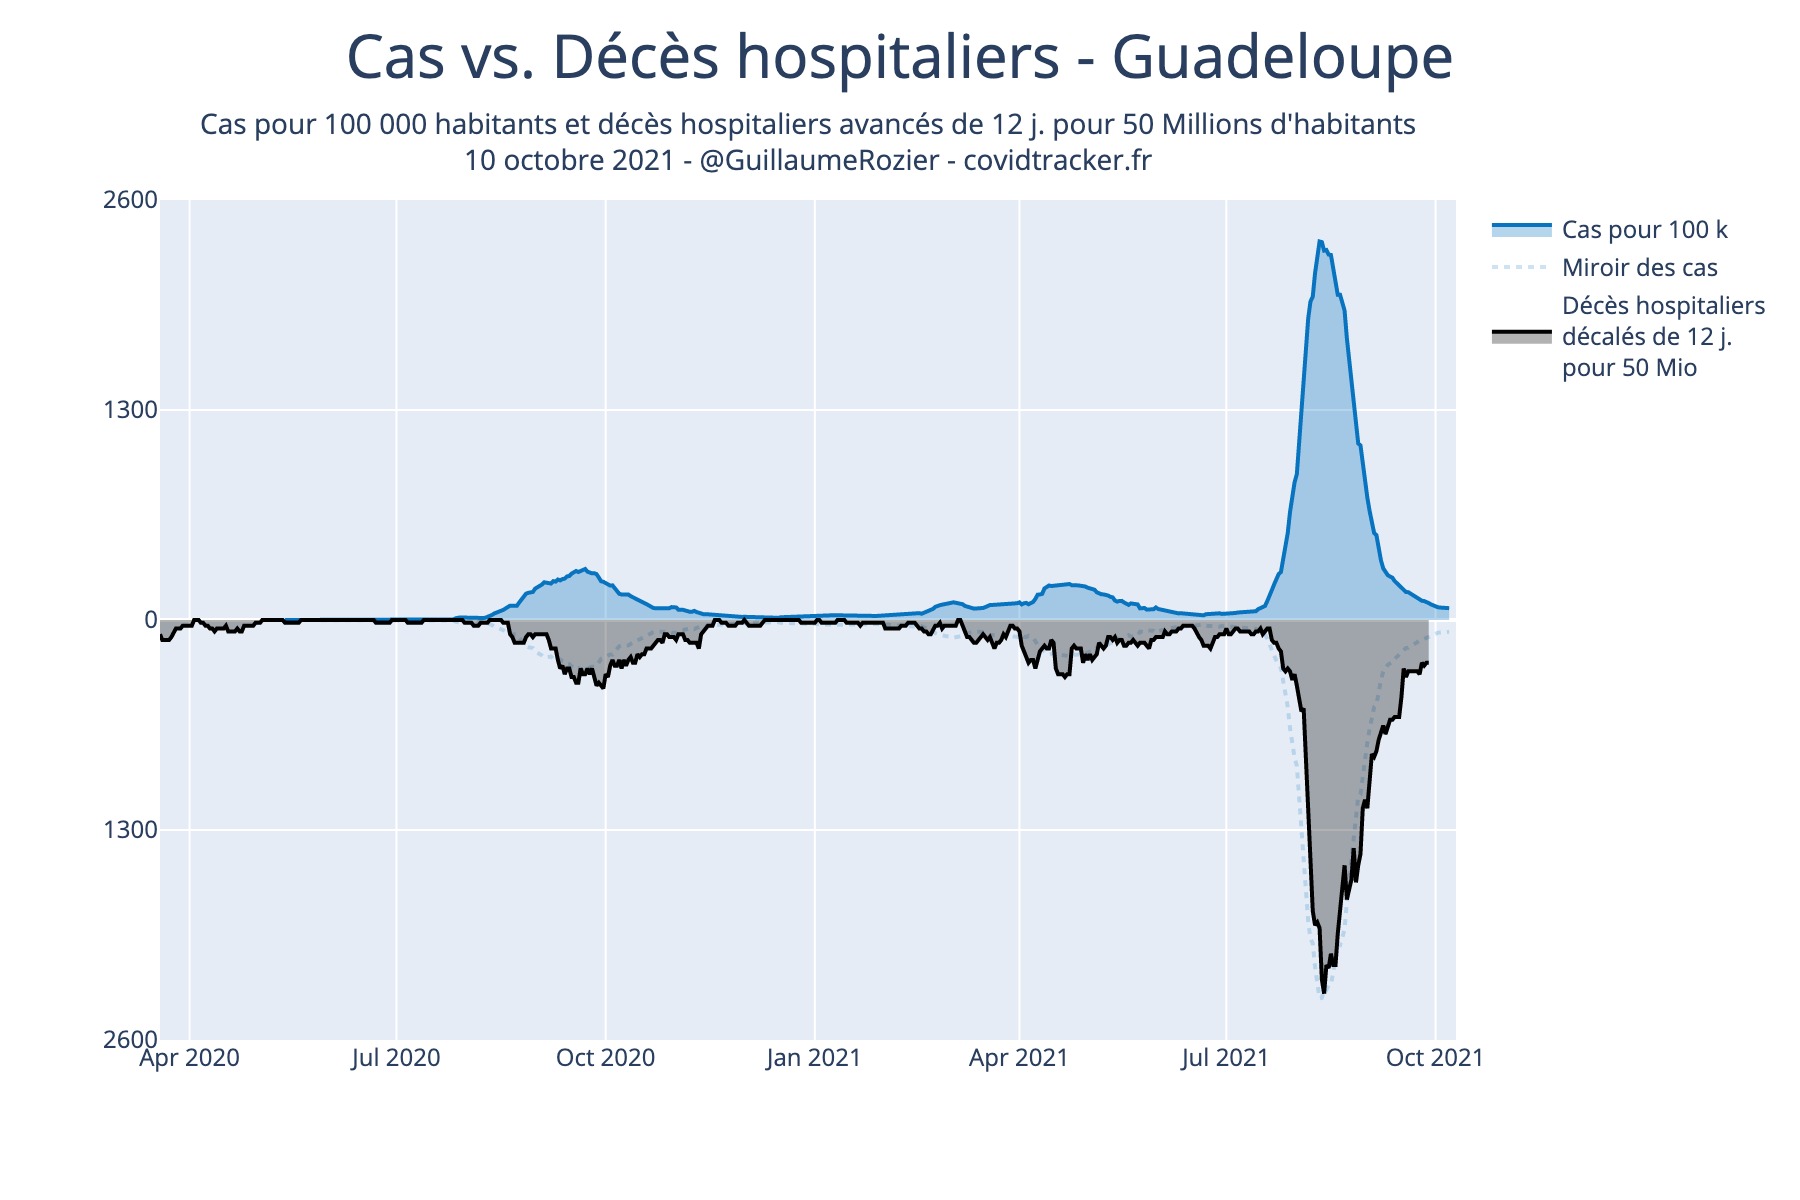 Cas vs. Décès hospitaliers - Guadeloupe
Cas pour 100 000 habitants et décès hospitaliers avancés de 12 j. pour 50 Millions d'habitants
10 octobre 2021 - @GuillaumeRozier - covidtracker.fr
2600
1300
0
1300
2600
Apr 2020
Jul 2020
Oct 2020
Jan 2021
Apr 2021
Jul 2021
Oct 2021
Cas pour 100 k
Miroir des cas
Décès hospitaliers
décalés de 12 j.
pour 50 Mio